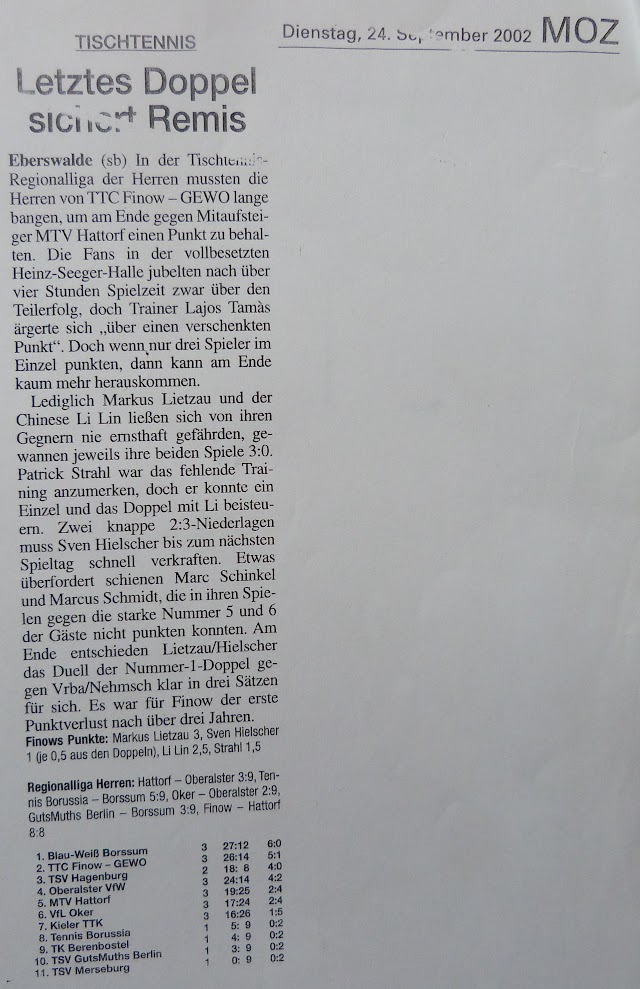 TISCHTENNIS
Dienstag, 24. September 2002 MOZ
Letztes Doppel
sichert Remis
Eberswalde (sb) In der Tischtennis-
Regionalliga der Herren mussten die
Herren von TTC Finow – GEWO lange
bangen, um am Ende gegen Mitaufstei-
ger MTV Hattorf einen Punkt zu behal-
ten. Die Fans in der vollbesetzten
Heinz-Seeger-Halle jubelten nach über
vier Stunden Spielzeit zwar über den
Teilerfolg, doch Trainer Lajos Tamàs
ärgerte sich „über einen verschenkten
Punkt“. Doch wenn nur drei Spieler im
Einzel punkten, dann kann am Ende
kaum mehr herauskommen.
Lediglich Markus Lietzau und der
Chinese Li Lin ließen sich von ihren
Gegnern nie ernsthaft gefährden, ge-
wannen jeweils ihre beiden Spiele 3:0.
Patrick Strahl war das fehlende Trai-
ning anzumerken, doch er konnte ein
Einzel und das Doppel mit Li beisteu-
ern. Zwei knappe 2:3-Niederlagen
muss Sven Hielscher bis zum nächsten
Spieltag schnell verkraften. Etwas
überfordert schienen Marc Schinkel
und Marcus Schmidt, die in ihren Spie-
len gegen die starke Nummer 5 und 6
der Gäste nicht punkten konnten. Am
Ende entschieden Lietzau/Hielscher
das Duell der Nummer-1-Doppel ge-
gen Vrba/Nehmsch klar in drei Sätzen
für sich. Es war für Finow der erste
Punktverlust nach über drei Jahren.
Finows Punkte: Markus Lietzau 3, Sven Hielscher
1 (je 0,5 aus den Doppeln), Li Lin 2,5, Strahl 1,5
Regionalliga Herren: Hattorf – Oberalster 3:9, Ten-
nis Borussia – Borssum 5:9, Oker – Oberalster 2:9,
GutsMuths Berlin – Borssum 3:9, Finow – Hattorf
8:8
1. Blau-Weiß Borssum 3 27:12 6:0
2. TTC Finow – GEWO 3 26:14 5:1
3. TSV Hagenburg 2 18: 8 4:0
4. Oberalster VfW 3 24:14 4:2
5. MTV Hattorf 3 19:25 2:4
6. VfL Oker 3 17:24 2:4
7. Kieler TTK 3 16:26 1:5
8. Tennis Borussia 1 5: 9 0:2
9. TK Berenbostel 1 4: 9 0:2
10. TSV GutsMuths Berlin 1 3: 9 0:2
11. TSV Merseburg 1 0: 9 0:2